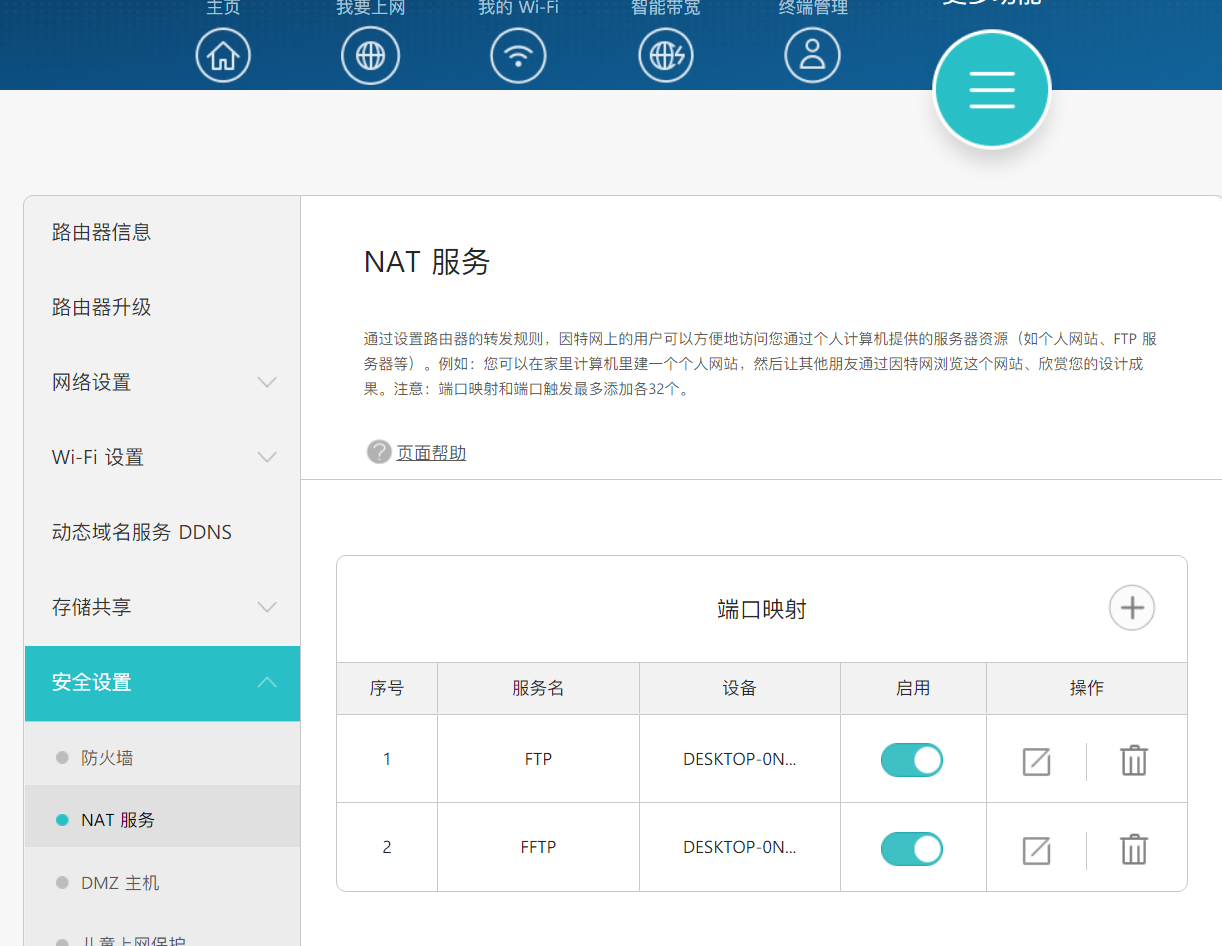 主页
我要上网
我的 Wi-Fi
智能带宽
终端管理
更多功能
路由器信息
路由器升级
网络设置
Wi-Fi 设置
动态域名服务 DDNS
存储共享
安全设置
防火墙
NAT 服务
DMZ 主机
儿童上网保护
NAT 服务
通过设置路由器的转发规则，因特网上的用户可以方便地访问您通过个人计算机提供的服务器资源（如个人网站、FTP 服
务器等）。例如：您可以在家里计算机里建一个个人网站，然后让其他朋友通过因特网浏览这个网站、欣赏您的设计成
果。注意：端口映射和端口触发最多添加各32个。
? 页面帮助
端口映射
序号 服务名 设备 启用 操作
1 FTP DESKTOP-0N...
2 FFTP DESKTOP-0N...